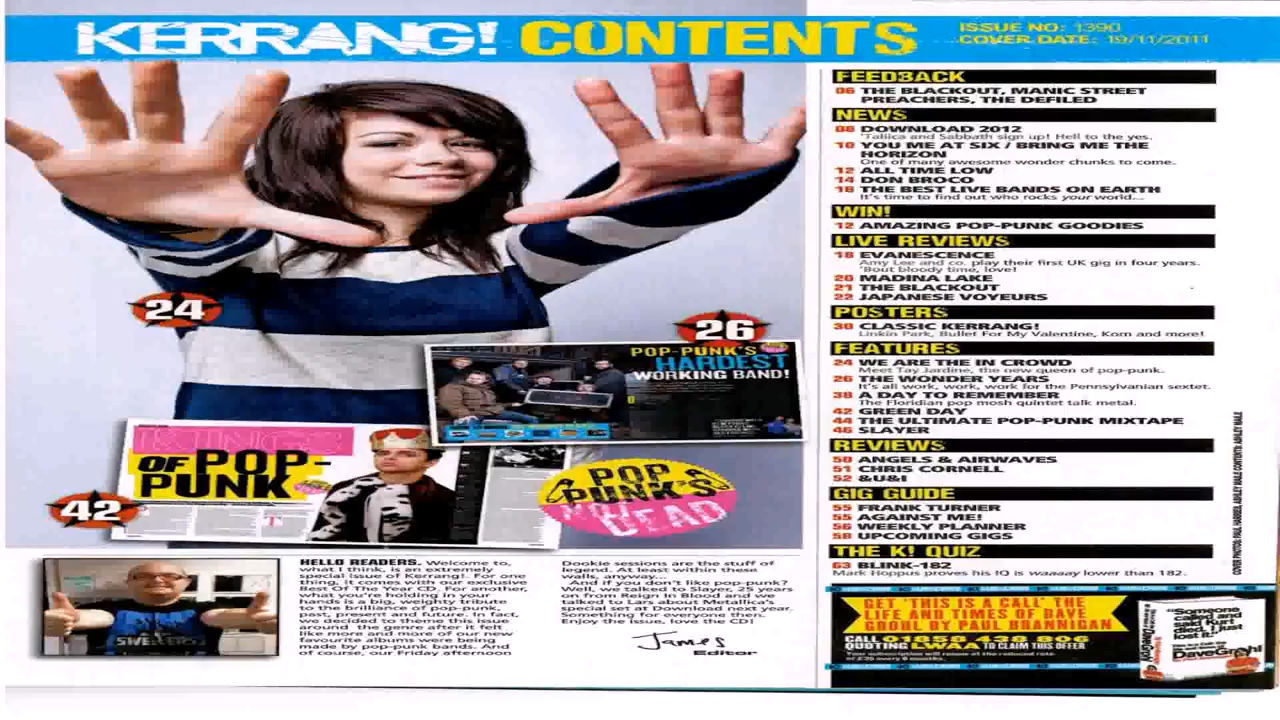 KERRANG! CONTENTS
ISSUE NO: 1390
COVER DATE: 19/11/2011
24
26
POP-PUNK'S
HARDEST
WORKING BAND!
KINGS
OF POP-
PUNK
42
POP
PUNK'S
NOT
DEAD
HELLO READERS. Welcome to,
what I think, is an extremely
special issue of Kerrang!. For one
thing, it comes with our exclusive
Best Of The Year CD. For another,
what you're holding in your
hands is a big, weighty tribute
to the brilliance of pop-punk,
past, present and future. In fact,
we decided to theme this issue
around the genre after it felt
like more and more of our new
favourite albums were being
made by pop-punk bands. And
of course, our Friday afternoon
Dookie sessions are the stuff of
legend. At least within these
walls, anyway...
And if you don't like pop-punk?
Well, we talked to Slayer, 25 years
on from Reign In Blood and we
talked to Lars about Metallica's
special set at Download next year.
Something for everyone then.
Enjoy the issue, love the CD!
James
Editor
FEEDBACK
06 THE BLACKOUT, MANIC STREET
PREACHERS, THE DEFILED
NEWS
08 DOWNLOAD 2012
'Tallica and Sabbath sign up! Hell to the yes.
10 YOU ME AT SIX / BRING ME THE
HORIZON
One of many awesome wonder chunks to come.
12 ALL TIME LOW
14 DON BROCO
16 THE BEST LIVE BANDS ON EARTH
It's time to find out who rocks your world...
WIN!
12 AMAZING POP-PUNK GOODIES
LIVE REVIEWS
18 EVANESCENCE
Amy Lee and co. play their first UK gig in four years.
'Bout bloody time, love!
20 MADINA LAKE
21 THE BLACKOUT
22 JAPANESE VOYEURS
POSTERS
30 CLASSIC KERRANG!
Linkin Park, Bullet For My Valentine, Korn and more!
FEATURES
24 WE ARE THE IN CROWD
Meet Tay Jardine, the new queen of pop-punk.
26 THE WONDER YEARS
It's all work, work, work for the Pennsylvanian sextet.
38 A DAY TO REMEMBER
The Floridian pop mosh quintet talk metal.
42 GREEN DAY
44 THE ULTIMATE POP-PUNK MIXTAPE
46 SLAYER
REVIEWS
50 ANGELS & AIRWAVES
51 CHRIS CORNELL
52 &U&I
GIG GUIDE
55 FRANK TURNER
55 AGAINST ME!
56 WEEKLY PLANNER
58 UPCOMING GIGS
THE K! QUIZ
63 BLINK-182
Mark Hoppus proves his IQ is waaaay lower than 182.
GET 'THIS IS A CALL' THE
LIFE AND TIMES OF DAVE
GROHL BY PAUL BRANNIGAN
CALL 01858 438 806
QUOTING LWAA TO CLAIM THIS OFFER
Your subscription will renew at the reduced rate
of £25 every 6 months.